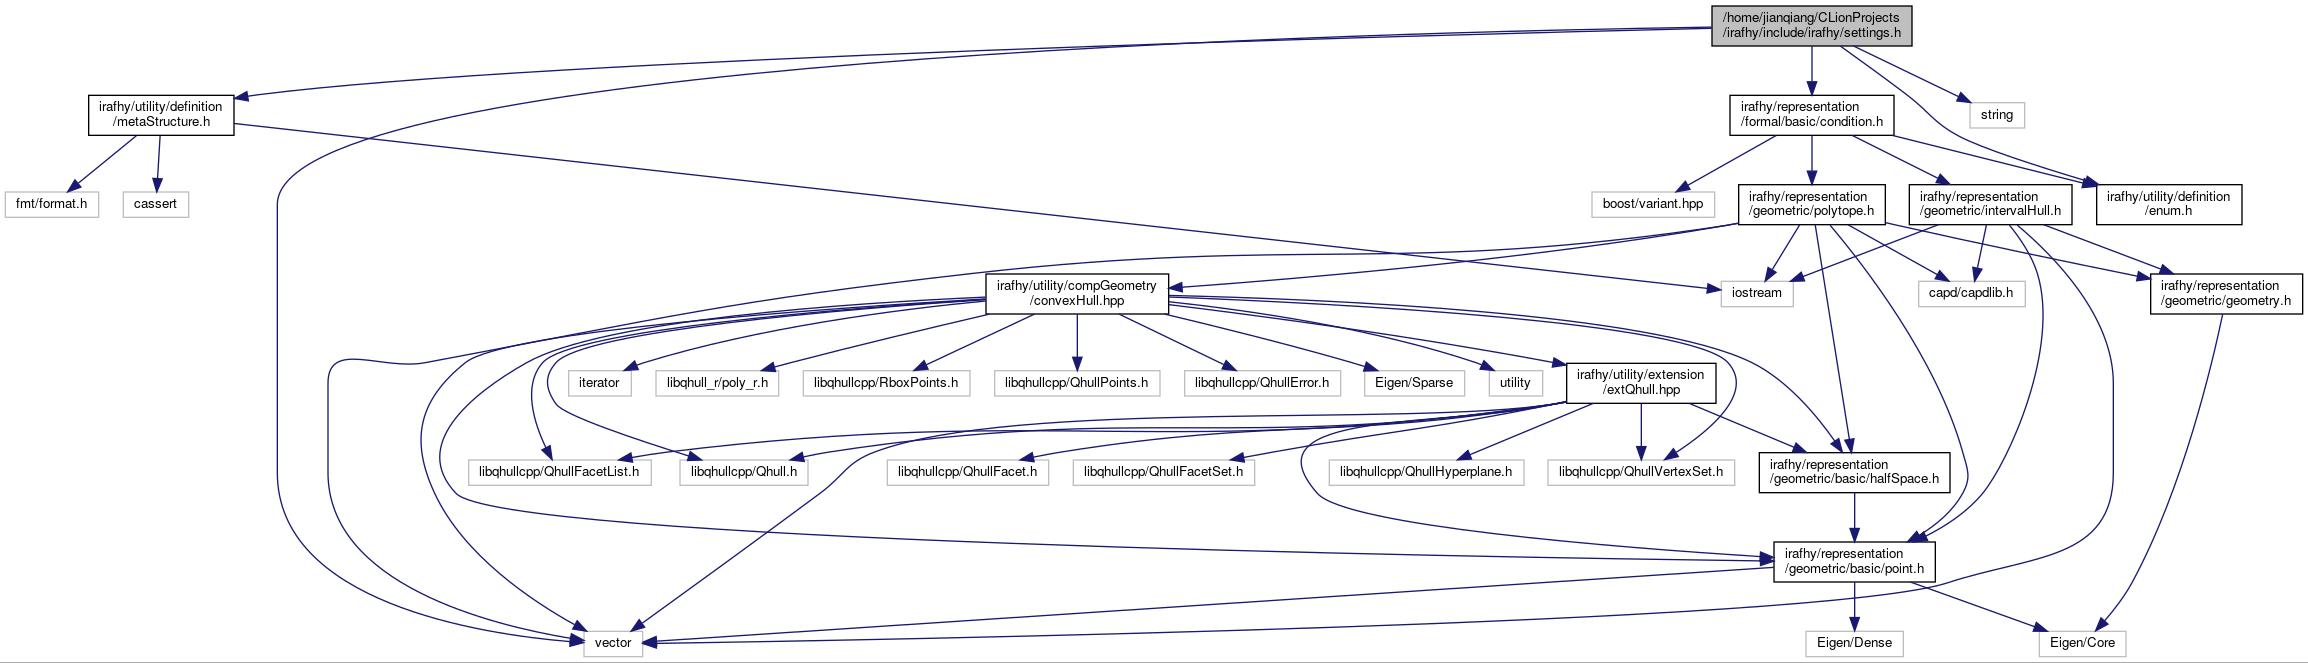 /home/jianqiang/CLionProjects
/irafhy/include/irafhy/settings.h
irafhy/utility/definition
/metaStructure.h
irafhy/representation
/formal/basic/condition.h
string
fmt/format.h
cassert
boost/variant.hpp
irafhy/representation
/geometric/polytope.h
irafhy/representation
/geometric/intervalHull.h
irafhy/utility/definition
/enum.h
irafhy/utility/compGeometry
/convexHull.hpp
iostream
capd/capdlib.h
irafhy/representation
/geometric/geometry.h
iterator
libqhull_r/poly_r.h
libqhullcpp/RboxPoints.h
libqhullcpp/QhullPoints.h
libqhullcpp/QhullError.h
Eigen/Sparse
utility
irafhy/utility/extension
/extQhull.hpp
libqhullcpp/QhullFacetList.h
libqhullcpp/Qhull.h
libqhullcpp/QhullFacet.h
libqhullcpp/QhullFacetSet.h
libqhullcpp/QhullHyperplane.h
libqhullcpp/QhullVertexSet.h
irafhy/representation
/geometric/basic/halfSpace.h
irafhy/representation
/geometric/basic/point.h
vector
Eigen/Dense
Eigen/Core